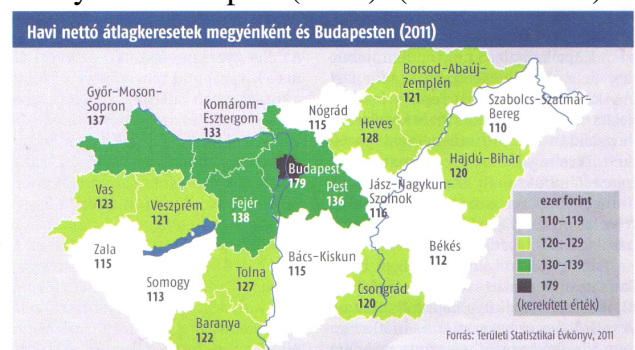 Havi nettó átlagkeresetek megyénként és Budapesten (2011)
Borsod-Abaúj-
Zemplén
121
Győr-Moson-
Sopron
137
Komárom-
Esztergom
133
Nógrád
115
Heves
128
Szabolcs-Szatmár-
Bereg
110
Hajdú-Bihar
120
Budapest
179
Pest
136
Jász-Nagykun-
Szolnok
116
Vas
123
Veszprém
121
Fejér
138
Zala
115
Somogy
113
Tolna
127
Bács-Kiskun
115
Békés
112
Csongrád
120
Baranya
122
ezer forint
110–119
120–129
130–139
179
(kerekített érték)
Forrás: Területi Statisztikai Évkönyv, 2011